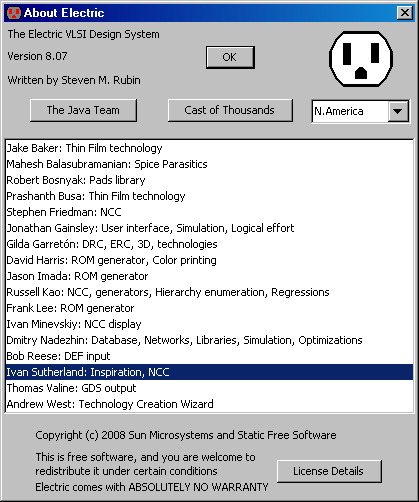 About Electric
The Electric VLSI Design System
Version 8.07
OK
Written by Steven M. Rubin
The Java Team
Cast of Thousands
N.America
Jake Baker: Thin Film technology
Mahesh Balasubramanian: Spice Parasitics
Robert Bosnyak: Pads library
Prashanth Busa: Thin Film technology
Stephen Friedman: NCC
Jonathan Gainsley: User interface, Simulation, Logical effort
Gilda Garretón: DRC, ERC, 3D, technologies
David Harris: ROM generator, Color printing
Jason Imada: ROM generator
Russell Kao: NCC, generators, Hierarchy enumeration, Regressions
Frank Lee: ROM generator
Ivan Minevskiy: NCC display
Dmitry Nadezhin: Database, Networks, Libraries, Simulation, Optimizations
Bob Reese: DEF input
Ivan Sutherland: Inspiration, NCC
Thomas Valine: GDS output
Andrew West: Technology Creation Wizard
Copyright (c) 2008 Sun Microsystems and Static Free Software
This is free software, and you are welcome to
redistribute it under certain conditions
License Details
Electric comes with ABSOLUTELY NO WARRANTY